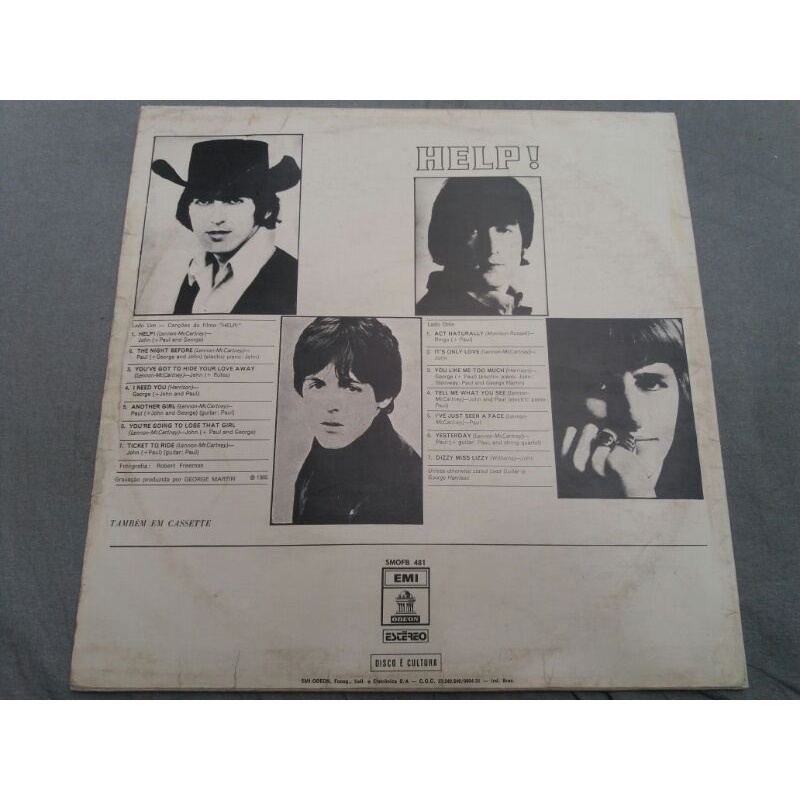 HELP!
Lado Um — Canções do filme "HELP!"
1. HELP! (Lennon-McCartney)—
John (+ Paul and George)
2. THE NIGHT BEFORE (Lennon-McCartney)—
Paul (+George and John) (electric piano: John)
3. YOU'VE GOT TO HIDE YOUR LOVE AWAY
(Lennon-McCartney)—John (+ flutes)
4. I NEED YOU (Harrison)—
George (+John and Paul)
5. ANOTHER GIRL (Lennon-McCartney)—
Paul (+John and George) (guitar: Paul)
6. YOU'RE GOING TO LOSE THAT GIRL
(Lennon-McCartney)—John (+ Paul and George)
7. TICKET TO RIDE (Lennon-McCartney)—
John (+Paul) (guitar: Paul)
Fotografia: Robert Freeman
Gravação produzida por GEORGE MARTIN
Lado Dois
1. ACT NATURALLY (Morrison-Russell)—
Ringo (+ Paul)
2. IT'S ONLY LOVE (Lennon-McCartney)—
John
3. YOU LIKE ME TOO MUCH (Harrison)—
George (+ Paul) (electric piano: John;
Steinway: Paul and George Martin)
4. TELL ME WHAT YOU SEE (Lennon-
McCartney)—John and Paul (electric piano:
Paul)
5. I'VE JUST SEEN A FACE (Lennon-
McCartney)—Paul
6. YESTERDAY (Lennon-McCartney)—
Paul (+ guitar: Paul, and string quartet)
7. DIZZY MISS LIZZY (Williams)—John
Unless otherwise stated Lead Guitar is
George Harrison
TAMBÉM EM CASSETTE
SMOFB 481
EMI
ODEON
ESTÉREO
DISCO É CULTURA
EMI-ODEON, Fonog., Ind. e Eletrônica S/A — C.G.C. — Ind. Bras.